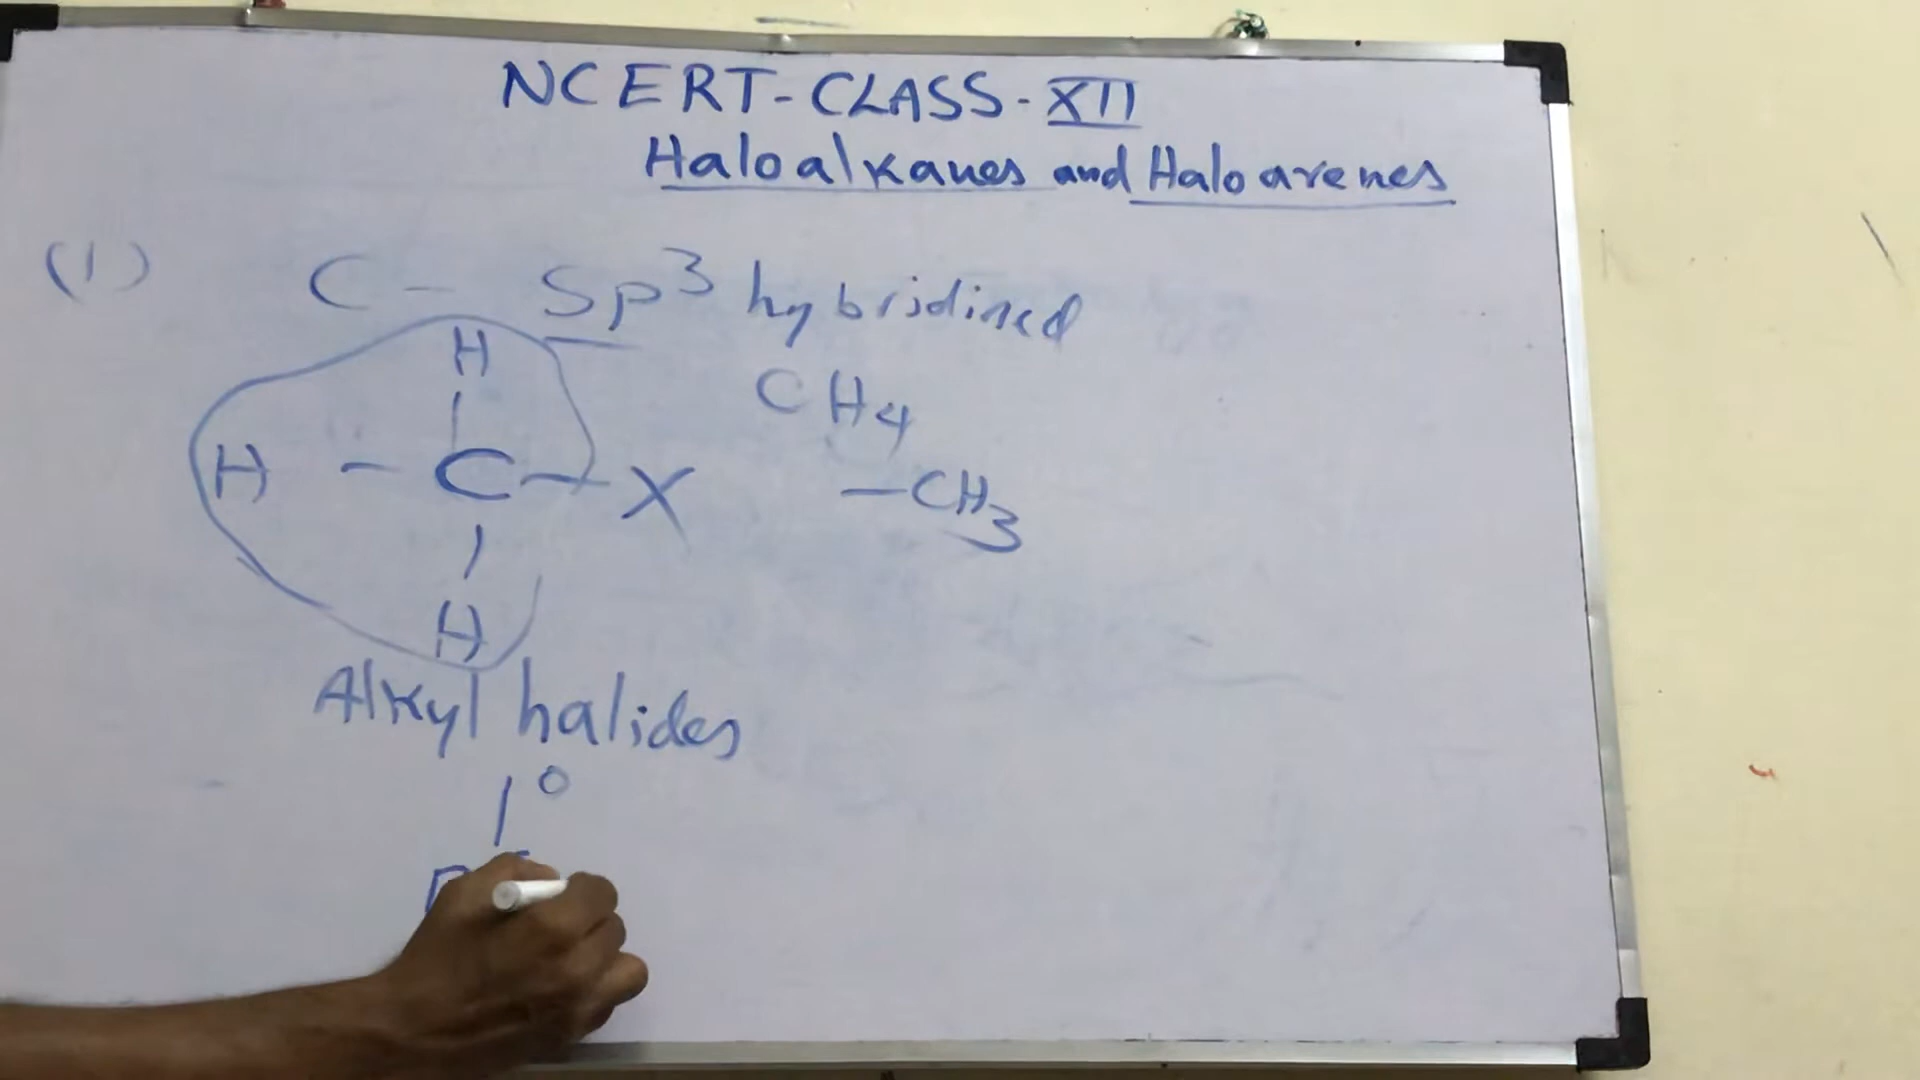 NCERT-CLASS-XII
Haloalkanes and Haloarenes
(1) C - Sp³ hybridised
H
CH4
H - C - X
-CH3
H
Alkyl halides
1°